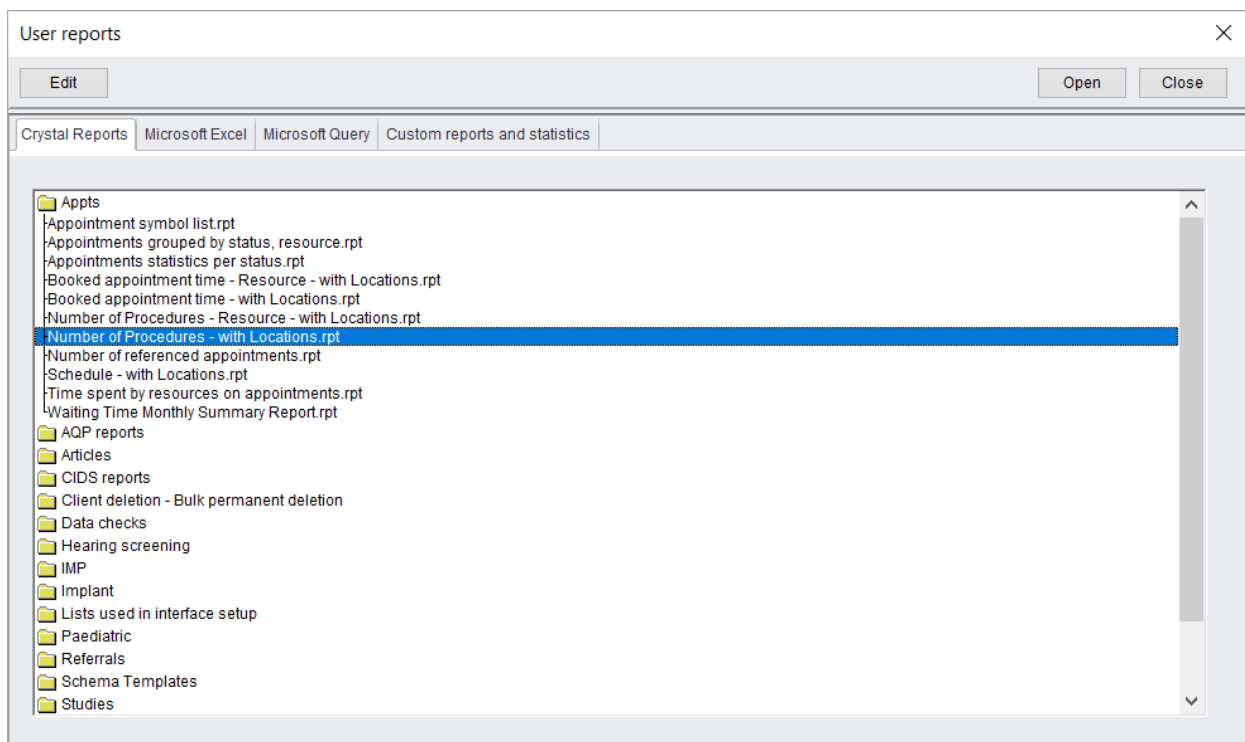 User reports
Edit Open Close
Crystal Reports Microsoft Excel Microsoft Query Custom reports and statistics
Appts
Appointment symbol list.rpt
Appointments grouped by status, resource.rpt
Appointments statistics per status.rpt
Booked appointment time - Resource - with Locations.rpt
Booked appointment time - with Locations.rpt
Number of Procedures - Resource - with Locations.rpt
Number of Procedures - with Locations.rpt
Number of referenced appointments.rpt
Schedule - with Locations.rpt
Time spent by resources on appointments.rpt
Waiting Time Monthly Summary Report.rpt
AQP reports
Articles
CIDS reports
Client deletion - Bulk permanent deletion
Data checks
Hearing screening
IMP
Implant
Lists used in interface setup
Paediatric
Referrals
Schema Templates
Studies